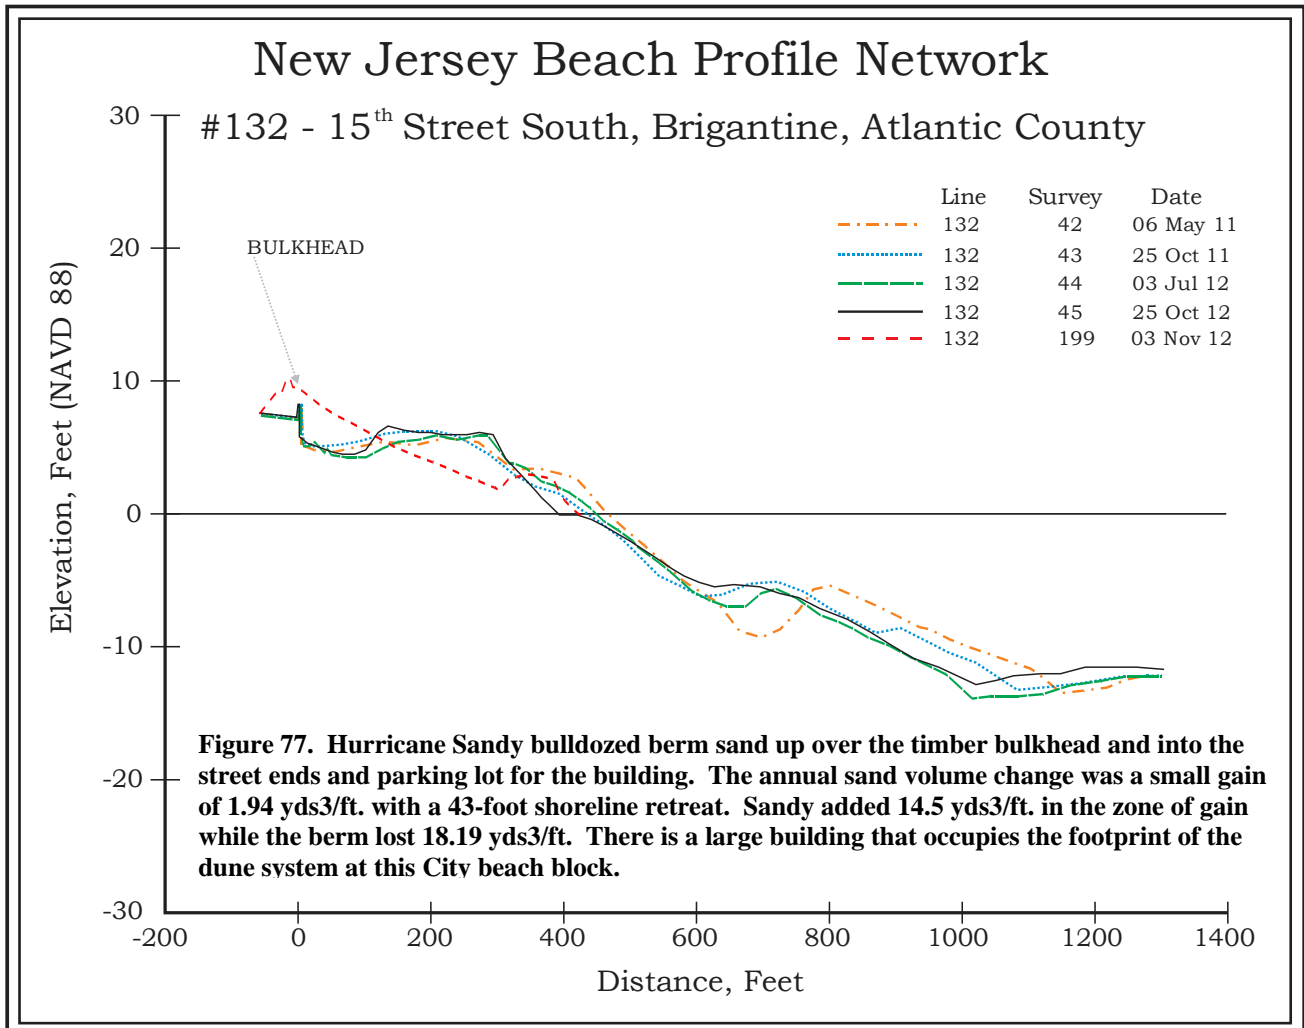 New Jersey Beach Profile Network
#132 - 15th Street South, Brigantine, Atlantic County
Line Survey Date
132 42 06 May 11
132 43 25 Oct 11
132 44 03 Jul 12
132 45 25 Oct 12
132 199 03 Nov 12
BULKHEAD
Elevation, Feet (NAVD 88)
30
20
10
0
-10
-20
-30
Figure 77. Hurricane Sandy bulldozed berm sand up over the timber bulkhead and into the
street ends and parking lot for the building. The annual sand volume change was a small gain
of 1.94 yds3/ft. with a 43-foot shoreline retreat. Sandy added 14.5 yds3/ft. in the zone of gain
while the berm lost 18.19 yds3/ft. There is a large building that occupies the footprint of the
dune system at this City beach block.
-200 0 200 400 600 800 1000 1200 1400
Distance, Feet